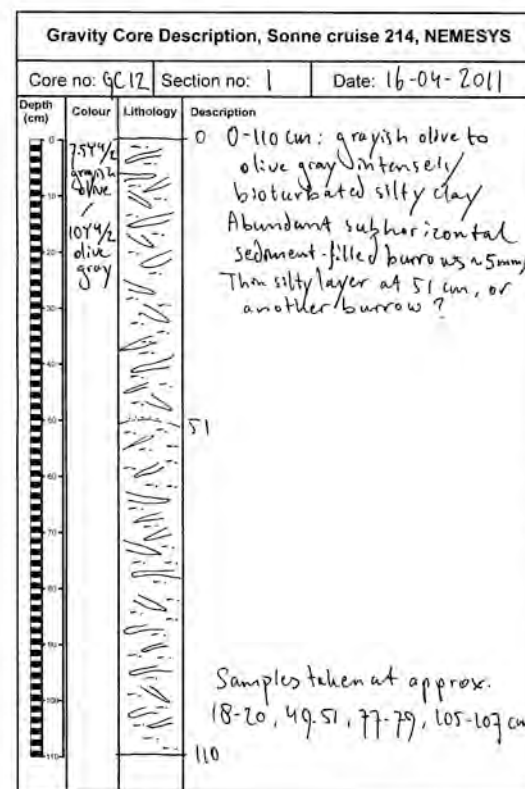 Gravity Core Description, Sonne cruise 214, NEMESYS
Core no: GC12 Section no: 1 Date: 16-04-2011
Depth (cm) Colour Lithology Description
0
-10
-20
-30
-40
-50
-60
-70
-80
-90
-100
-110
7.5Y4/2
grayish
olive
/
10Y4/2
olive
gray
0
51
110
0-110 cm: grayish olive to
olive gray intensely
bioturbated silty clay
Abundant subhorizontal
sediment-filled burrows ~5mm
Thin silty layer at 51 cm, or
another burrow?
Samples taken at approx.
18-20, 49-51, 77-79, 105-107 cm